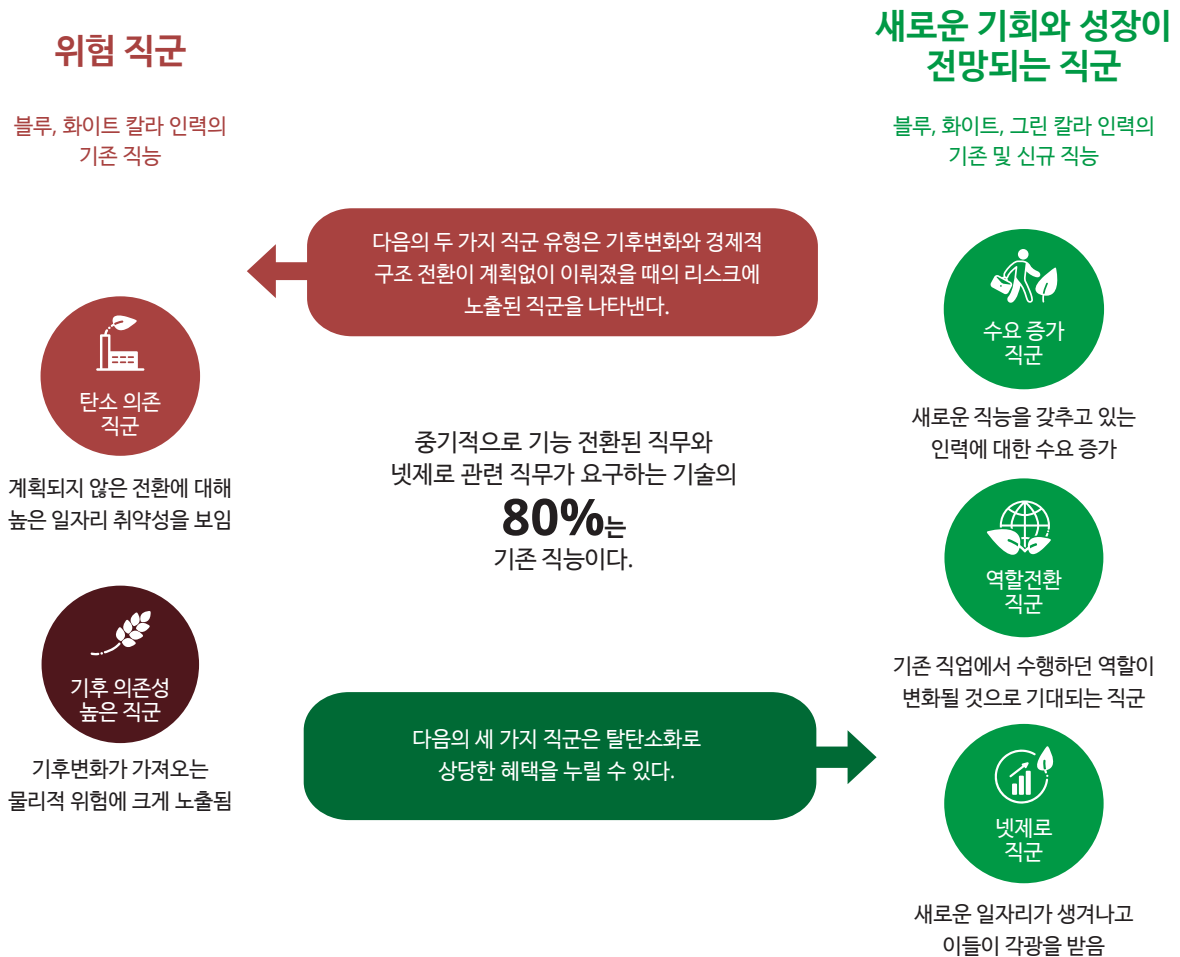 위험 직군
블루, 화이트 칼라 인력의
기존 직능
탄소 의존
직군
계획되지 않은 전환에 대해
높은 일자리 취약성을 보임
기후 의존성
높은 직군
기후변화가 가져오는
물리적 위험에 크게 노출됨
다음의 두 가지 직군 유형은 기후변화와 경제적
구조 전환이 계획없이 이뤄졌을 때의 리스크에
노출된 직군을 나타낸다.
중기적으로 기능 전환된 직무와
넷제로 관련 직무가 요구하는 기술의
80%는
기존 직능이다.
다음의 세 가지 직군은 탈탄소화로
상당한 혜택을 누릴 수 있다.
새로운 기회와 성장이
전망되는 직군
블루, 화이트, 그린 칼라 인력의
기존 및 신규 직능
수요 증가
직군
새로운 직능을 갖추고 있는
인력에 대한 수요 증가
역할전환
직군
기존 직업에서 수행하던 역할이
변화될 것으로 기대되는 직군
넷제로
직군
새로운 일자리가 생겨나고
이들이 각광을 받음